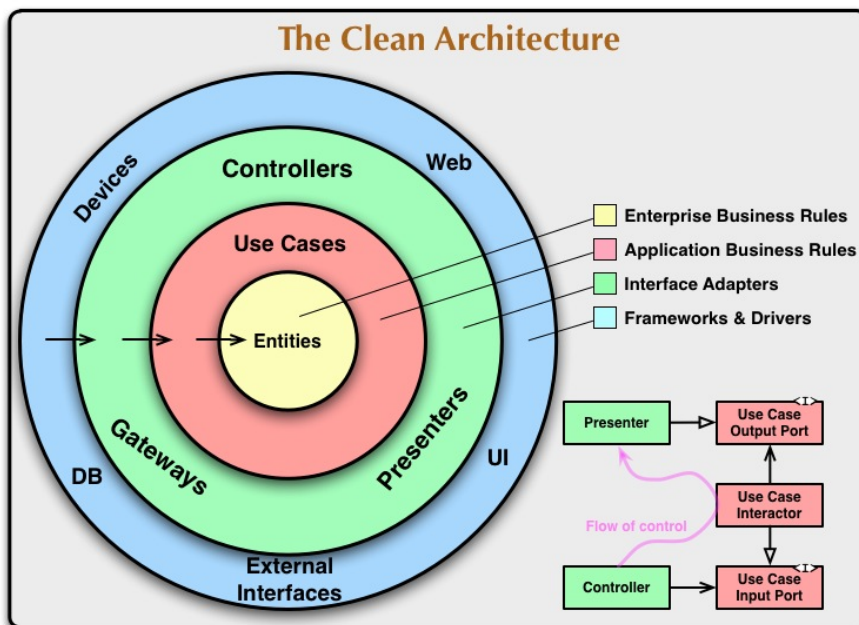 The Clean Architecture
Devices
Web
Controllers
Use Cases
Entities
Gateways
Presenters
DB
UI
External
Interfaces
Enterprise Business Rules
Application Business Rules
Interface Adapters
Frameworks & Drivers
Presenter
<I>
Use Case
Output Port
Flow of control
Use Case
Interactor
Controller
<I>
Use Case
Input Port